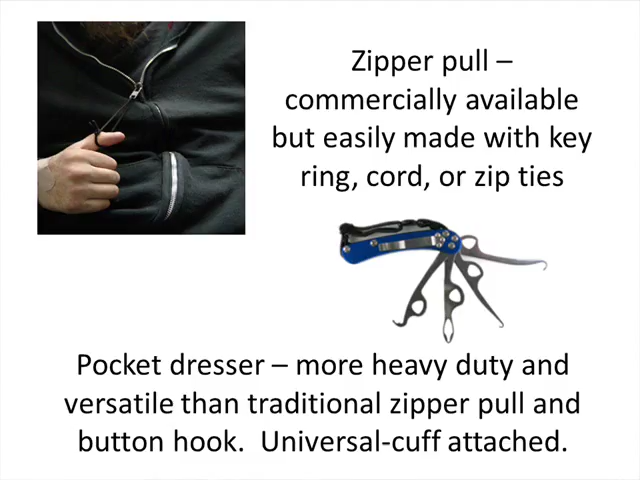 Zipper pull –
commercially available
but easily made with key
ring, cord, or zip ties
Pocket dresser – more heavy duty and
versatile than traditional zipper pull and
button hook.  Universal-cuff attached.